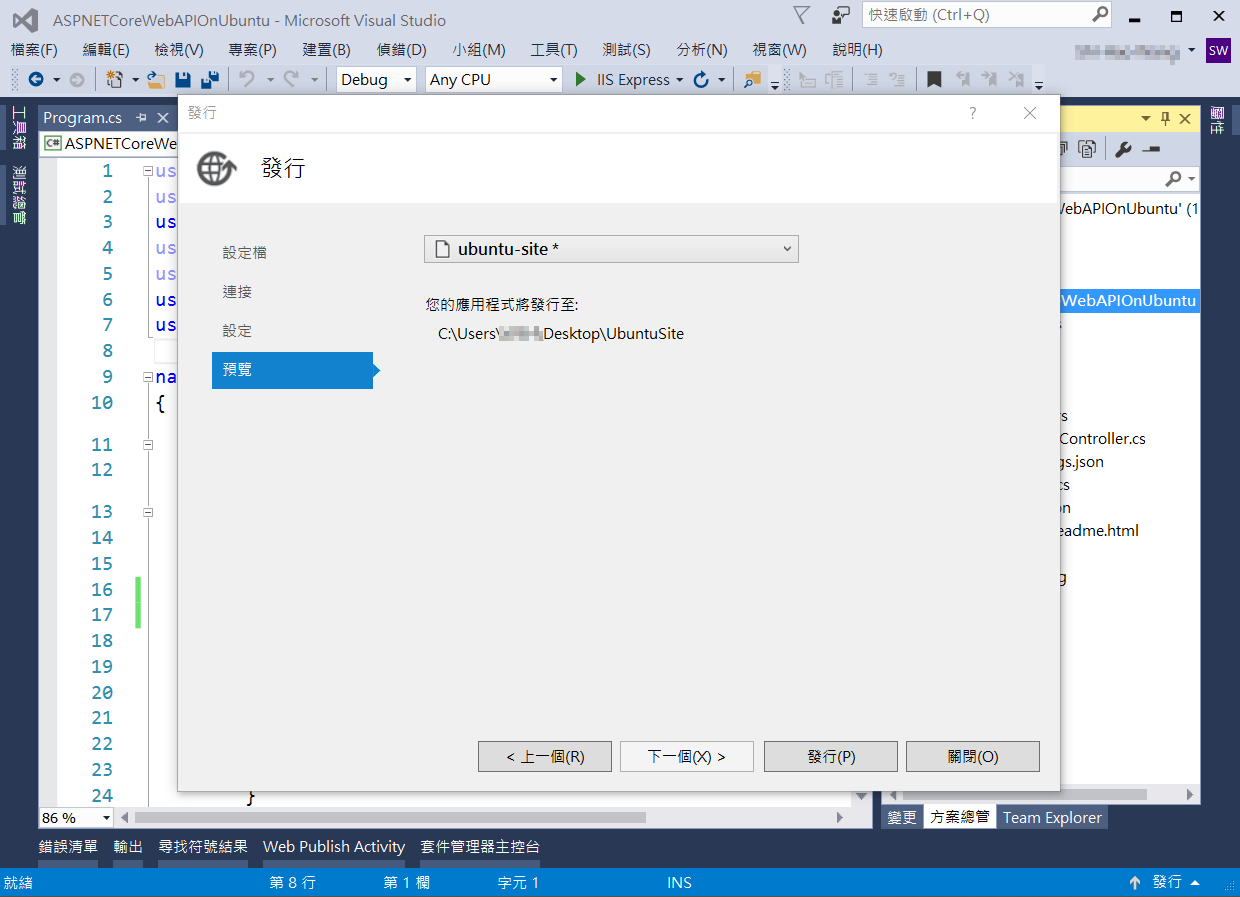 ASPNETCoreWebAPIOnUbuntu - Microsoft Visual Studio
快速啟動 (Ctrl+Q)
檔案(F) 編輯(E) 檢視(V) 專案(P) 建置(B) 偵錯(D) 小組(M) 工具(T) 測試(S) 分析(N) 視窗(W) 說明(H)
SW
Debug Any CPU IIS Express
工具箱
測試總管
Program.cs
C# ASPNETCoreWe
發行
?
發行
設定檔
連接
設定
預覽
ubuntu-site *
您的應用程式將發行至:
C:\Users\ Desktop\UbuntuSite
< 上一個(R) 下一個(X) > 發行(P) 關閉(O)
1 us
2 us
3 us
4 us
5 us
6 us
7 us
8
9 na
10 {
11
12
13
14
15
16
17
18
19
20
21
22
23
24 }
屬性
WebAPIOnUbuntu' (1
WebAPIOnUbuntu
s
Controller.cs
gs.json
cs
on
eadme.html
g
86 %
變更 方案總管 Team Explorer
錯誤清單 輸出 尋找符號結果 Web Publish Activity 套件管理器主控台
就緒 第 8 行 第 1 欄 字元 1 INS 發行